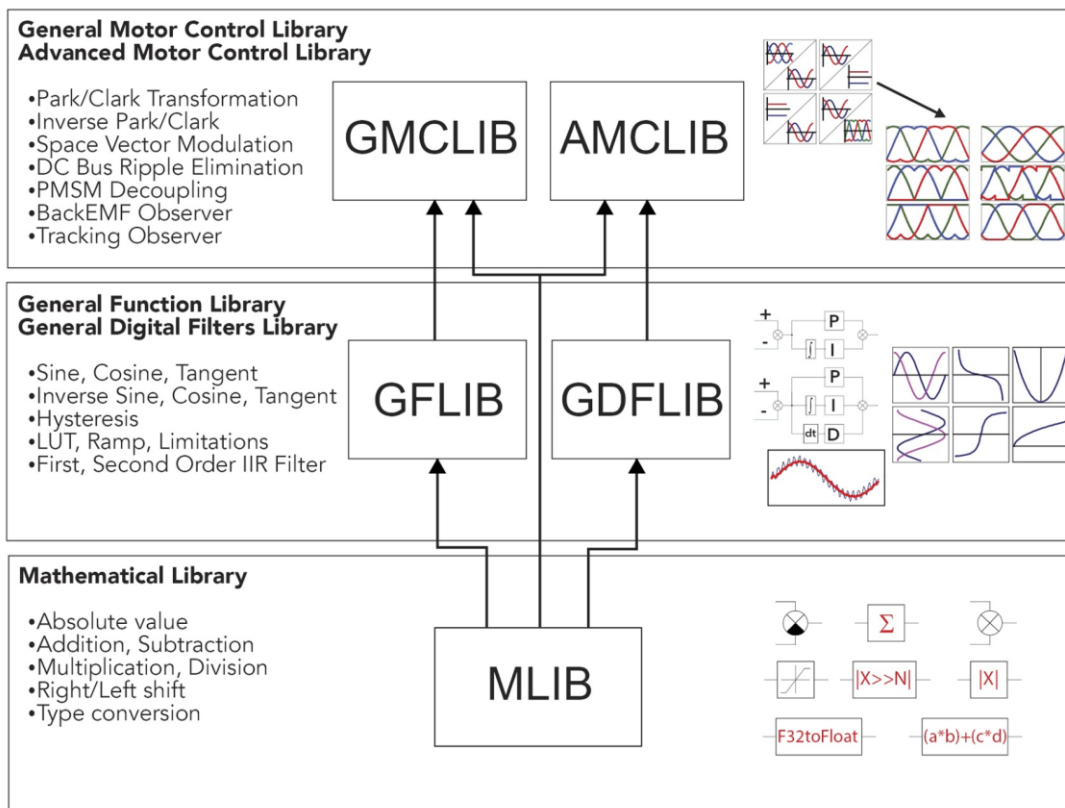 General Motor Control Library
Advanced Motor Control Library
•Park/Clark Transformation
•Inverse Park/Clark
•Space Vector Modulation
•DC Bus Ripple Elimination
•PMSM Decoupling
•BackEMF Observer
•Tracking Observer
GMCLIB
AMCLIB
General Function Library
General Digital Filters Library
•Sine, Cosine, Tangent
•Inverse Sine, Cosine, Tangent
•Hysteresis
•LUT, Ramp, Limitations
•First, Second Order IIR Filter
GFLIB
GDFLIB
+
-
P
∫
I
+
-
P
∫
I
dt
D
Mathematical Library
•Absolute value
•Addition, Subtraction
•Multiplication, Division
•Right/Left shift
•Type conversion
MLIB
Σ
|X>>N|
|X|
F32toFloat
(a*b)+(c*d)